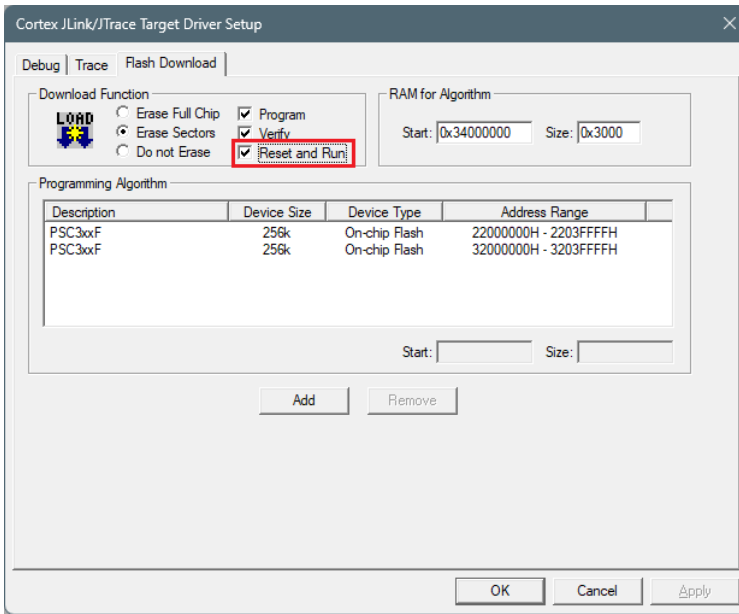 Cortex JLink/JTrace Target Driver Setup
Debug Trace Flash Download
Download Function
LOAD
Erase Full Chip
Erase Sectors
Do not Erase
Program
Verify
Reset and Run
RAM for Algorithm
Start: 0x34000000 Size: 0x3000
Programming Algorithm
Description Device Size Device Type Address Range
PSC3xxF 256k On-chip Flash 22000000H - 2203FFFFH
PSC3xxF 256k On-chip Flash 32000000H - 3203FFFFH
Start: Size:
Add Remove
OK Cancel Apply